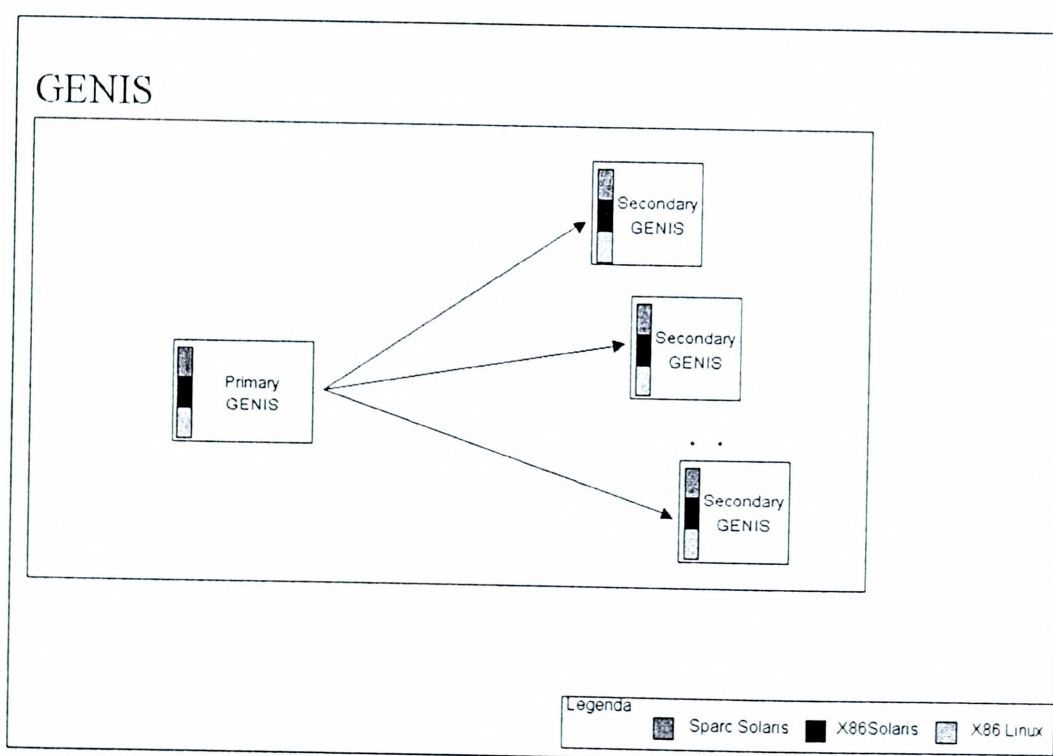 GENIS
Secondary
GENIS
Secondary
GENIS
Primary
GENIS
. .
Secondary
GENIS
Legenda
Sparc Solaris
X86Solaris
X86 Linux